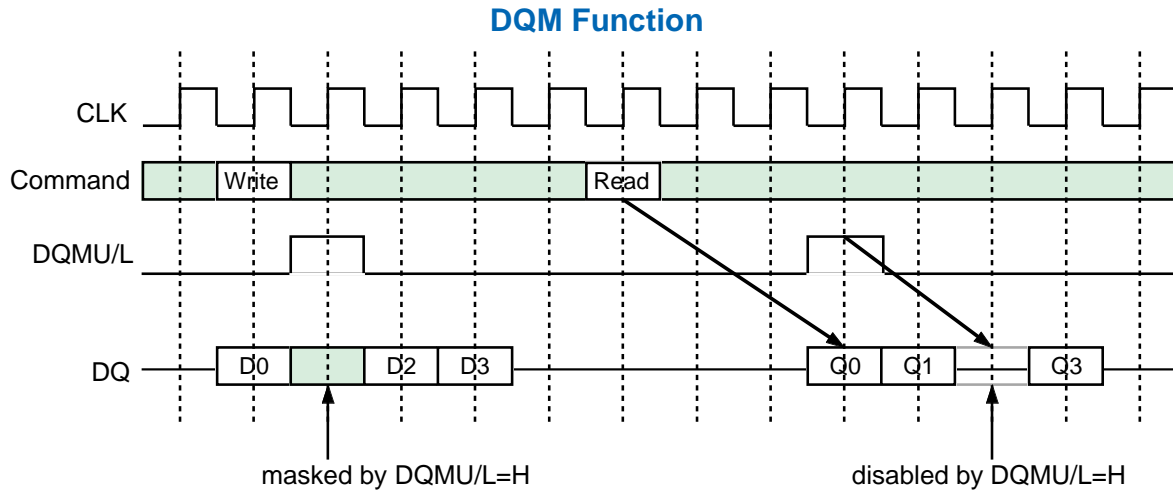 DQM Function
CLK
Command
Write
Read
DQMU/L
DQ
D0
D2
D3
Q0
Q1
Q3
masked by DQMU/L=H
disabled by DQMU/L=H